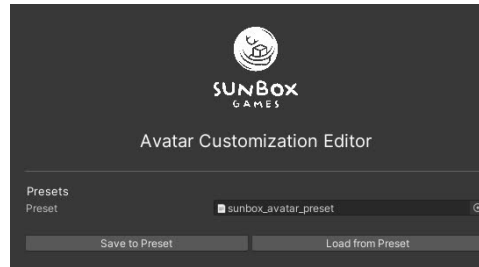 SUNBOX
GAMES
Avatar Customization Editor
Presets
Preset sunbox_avatar_preset
Save to Preset Load from Preset